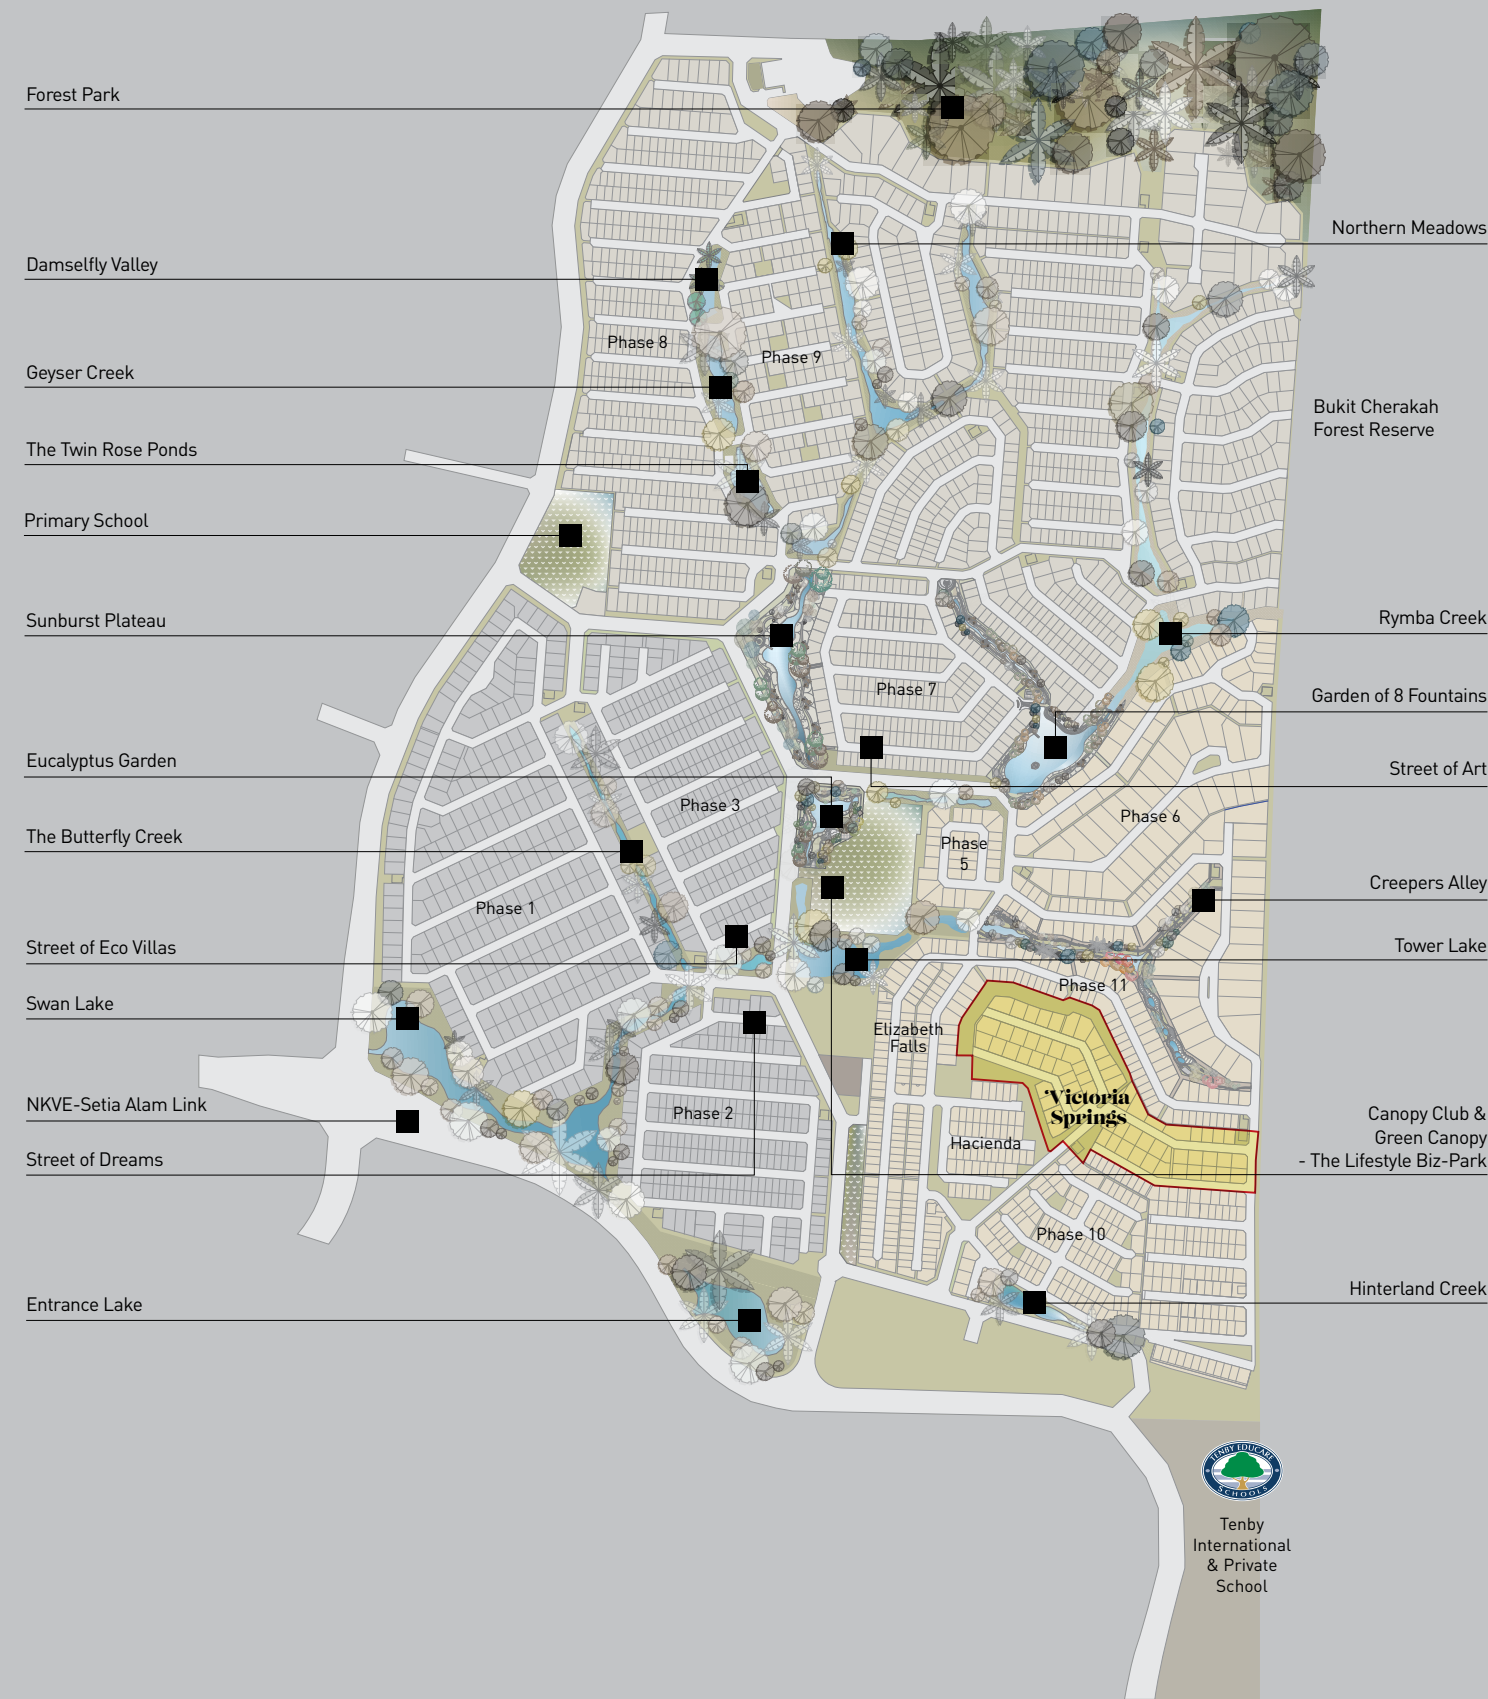 Forest Park
Northern Meadows
Damselfly Valley
Phase 8
Phase 9
Geyser Creek
Bukit Cherakah
Forest Reserve
The Twin Rose Ponds
Primary School
Sunburst Plateau
Rymba Creek
Phase 7
Garden of 8 Fountains
Eucalyptus Garden
Street of Art
Phase 3
Phase 6
The Butterfly Creek
Phase
5
Creepers Alley
Phase 1
Street of Eco Villas
Tower Lake
Phase 11
Swan Lake
Elizabeth
Falls
Victoria
Springs
NKVE-Setia Alam Link
Phase 2
Canopy Club &
Green Canopy
- The Lifestyle Biz-Park
Hacienda
Street of Dreams
Phase 10
Hinterland Creek
Entrance Lake
TENBY EDUCARE
SCHOOLS
Tenby
International
& Private
School